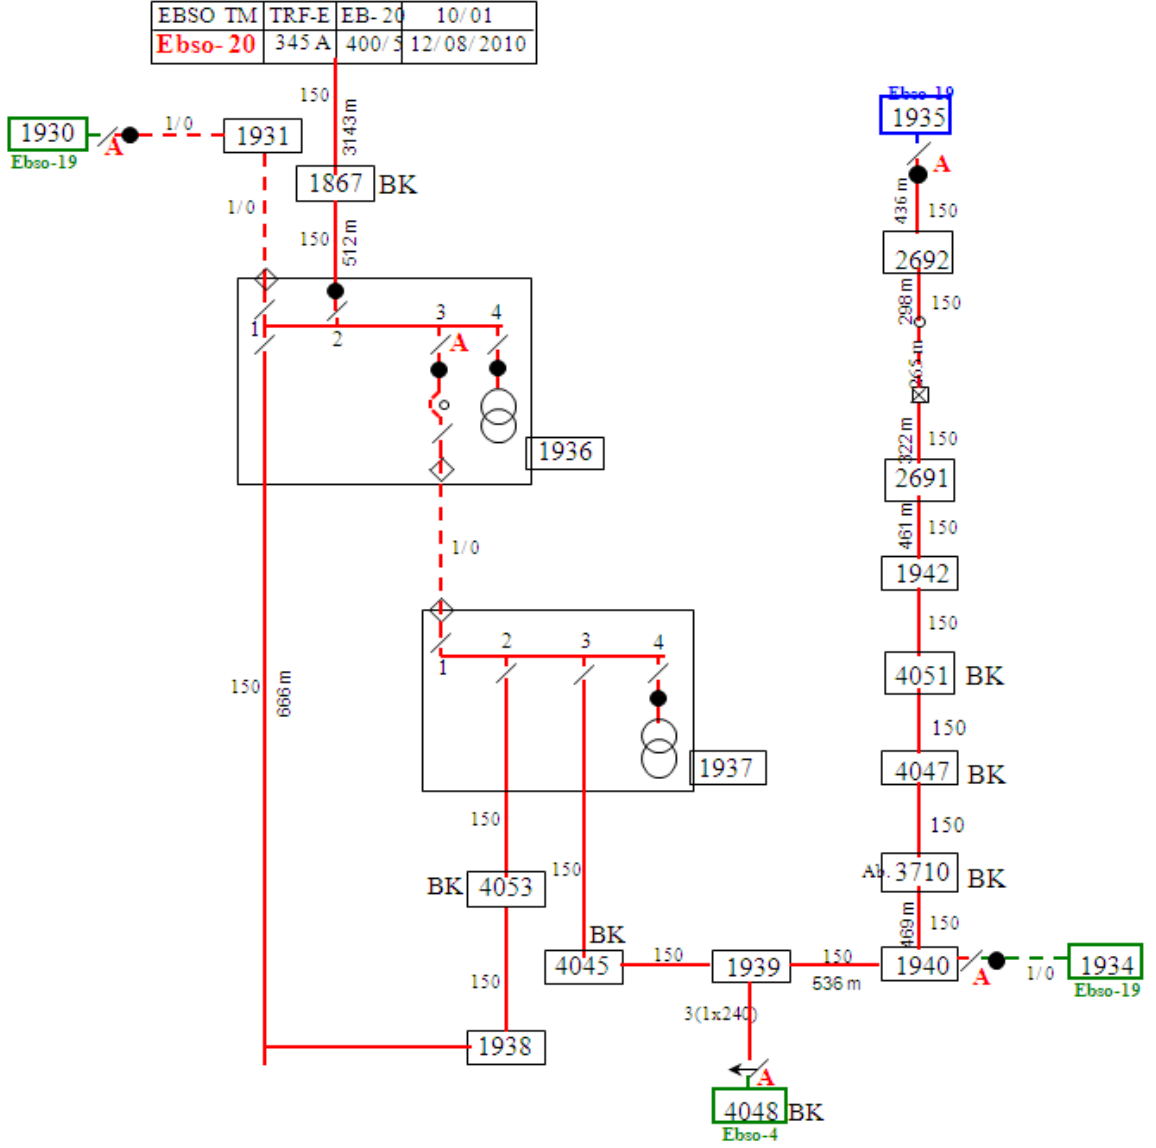 EBSO TM TRF-E EB-20 10/01
Ebso-20 345 A 400/5 12/08/2010
150
3143 m
1930
Ebso-19
A
1/0
1931
1867 BK
1/0
150
512 m
1
2
3
4
A
1936
1/0
150
666 m
1
2
3
4
1937
150
150
BK 4053
BK
4045
150
1939
150
536 m
1940
A
1/0
1934
Ebso-19
150
1938
3(1x240)
A
4048 BK
Ebso-4
Ebso-19
1935
A
436 m
150
2692
298 m
150
265 m
322 m
150
2691
461 m
150
1942
150
4051 BK
150
4047 BK
150
Ab. 3710 BK
469 m
150